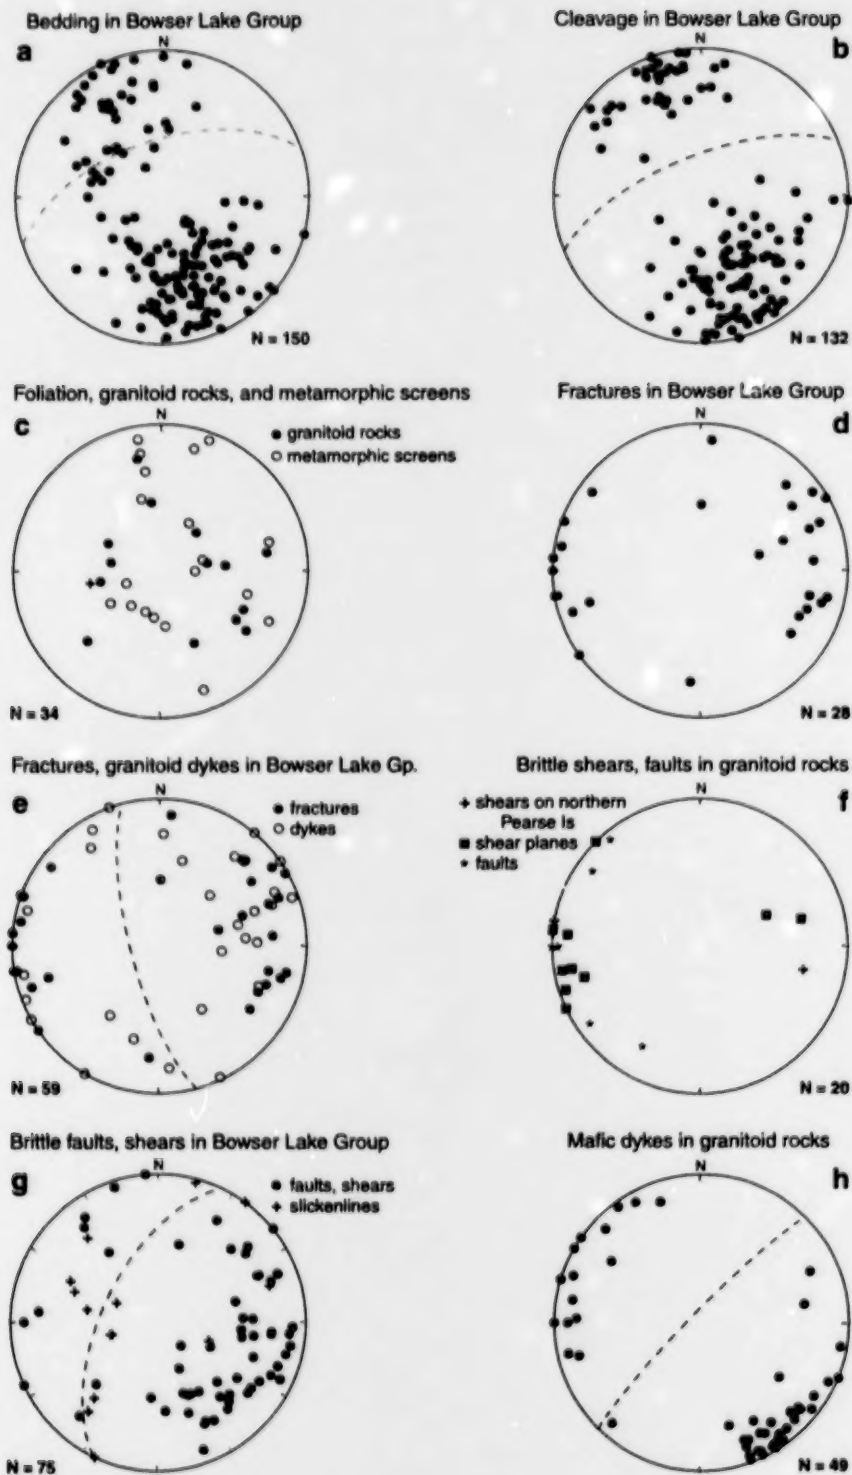 Bedding in Bowser Lake Group
a
N
N = 150
Cleavage in Bowser Lake Group
b
N
N = 132
Foliation, granitoid rocks, and metamorphic screens
c
N
granitoid rocks
metamorphic screens
N = 34
Fractures in Bowser Lake Group
d
N
N = 28
Fractures, granitoid dykes in Bowser Lake Gp.
e
N
fractures
dykes
N = 59
Brittle shears, faults in granitoid rocks
f
N
shears on northern
Pearse Is
shear planes
faults
N = 20
Brittle faults, shears in Bowser Lake Group
g
N
faults, shears
slickenlines
N = 75
Mafic dykes in granitoid rocks
h
N
N = 49